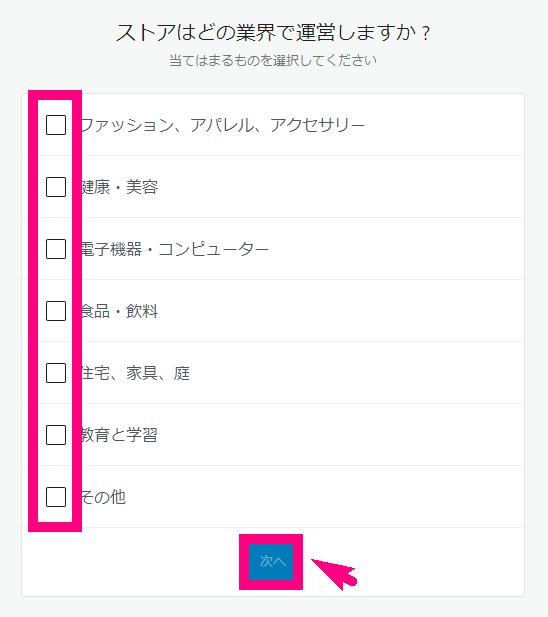 ストアはどの業界で運営しますか？
当てはまるものを選択してください
ファッション、アパレル、アクセサリー
健康・美容
電子機器・コンピューター
食品・飲料
住宅、家具、庭
教育と学習
その他
次へ